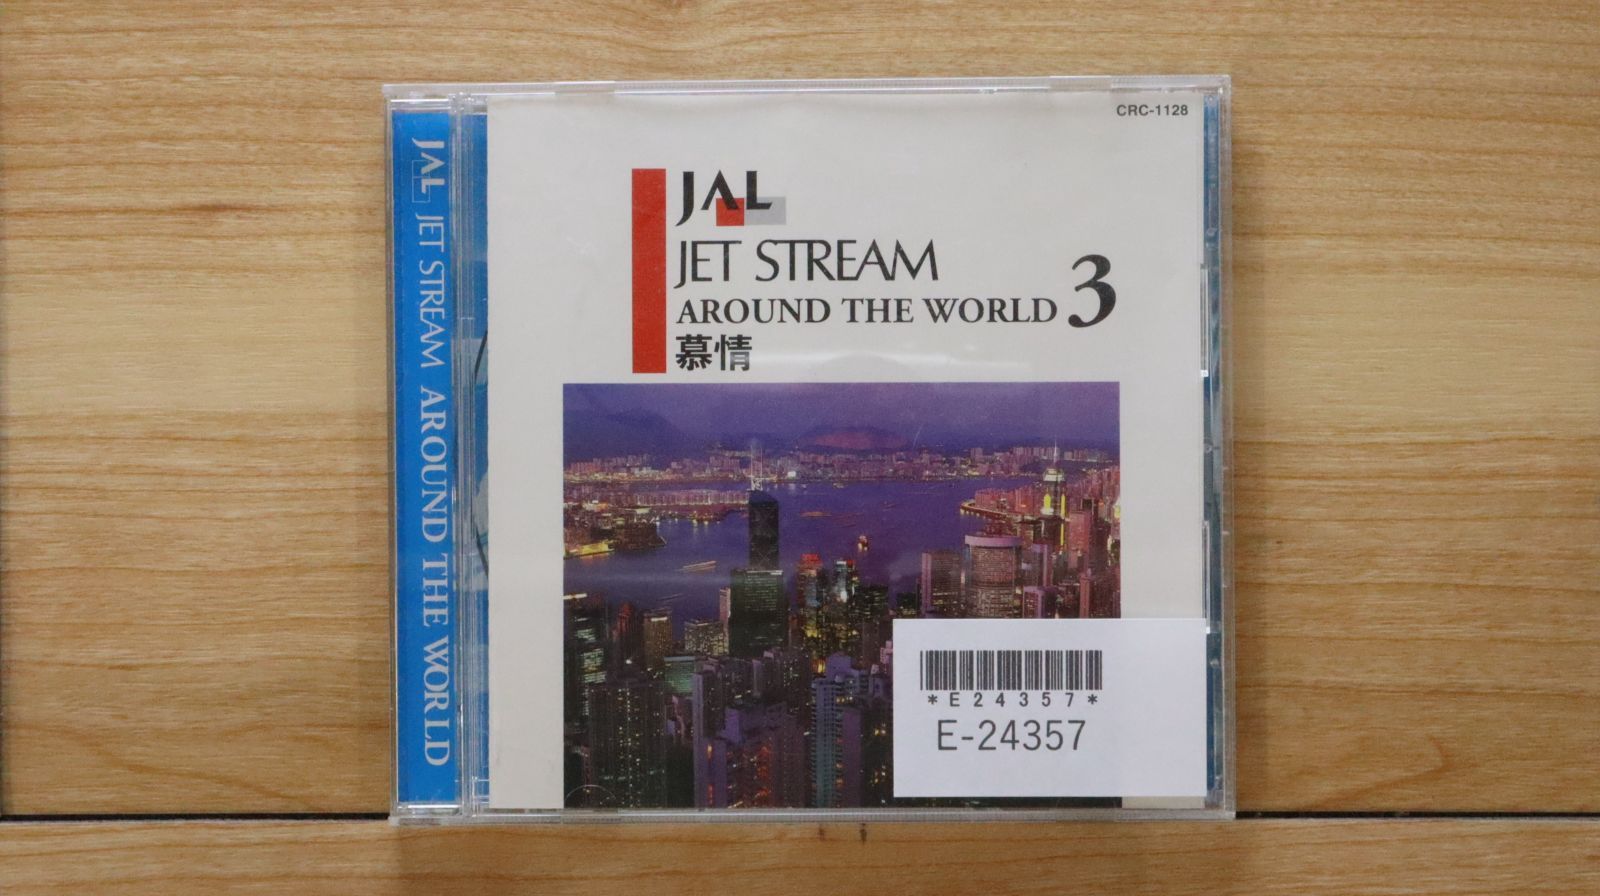 JAL JET STREAM AROUND THE WORLD
CRC-1128
JAL
JET STREAM
AROUND THE WORLD 3
慕情
*E24357*
E-24357